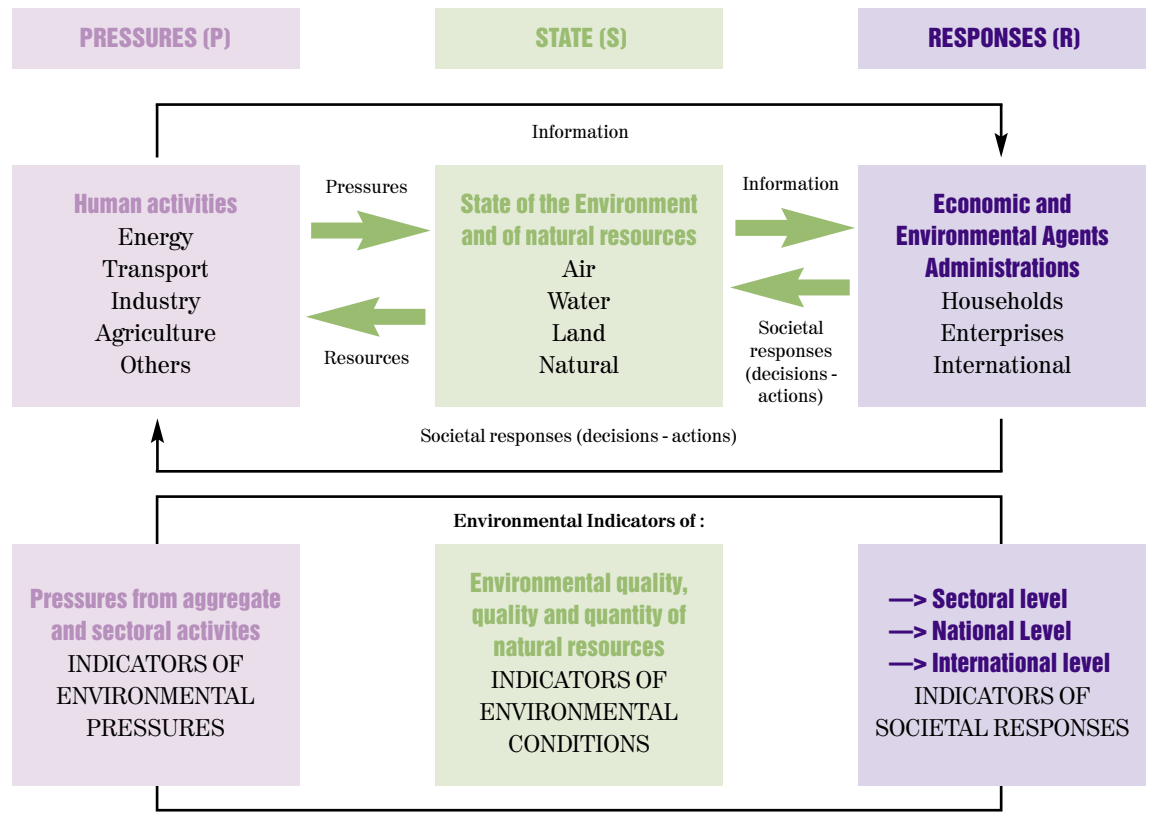 PRESSURES (P)
STATE (S)
RESPONSES (R)
Information
Human activities
Energy
Transport
Industry
Agriculture
Others
Pressures
Resources
State of the Environment
and of natural resources
Air
Water
Land
Natural
Information
Societal
responses
(decisions -
actions)
Economic and
Environmental Agents
Administrations
Households
Enterprises
International
Societal responses (decisions - actions)
Environmental Indicators of :
Pressures from aggregate
and sectoral activites
INDICATORS OF
ENVIRONMENTAL
PRESSURES
Environmental quality,
quality and quantity of
natural resources
INDICATORS OF
ENVIRONMENTAL
CONDITIONS
—> Sectoral level
—> National Level
—> International level
INDICATORS OF
SOCIETAL RESPONSES